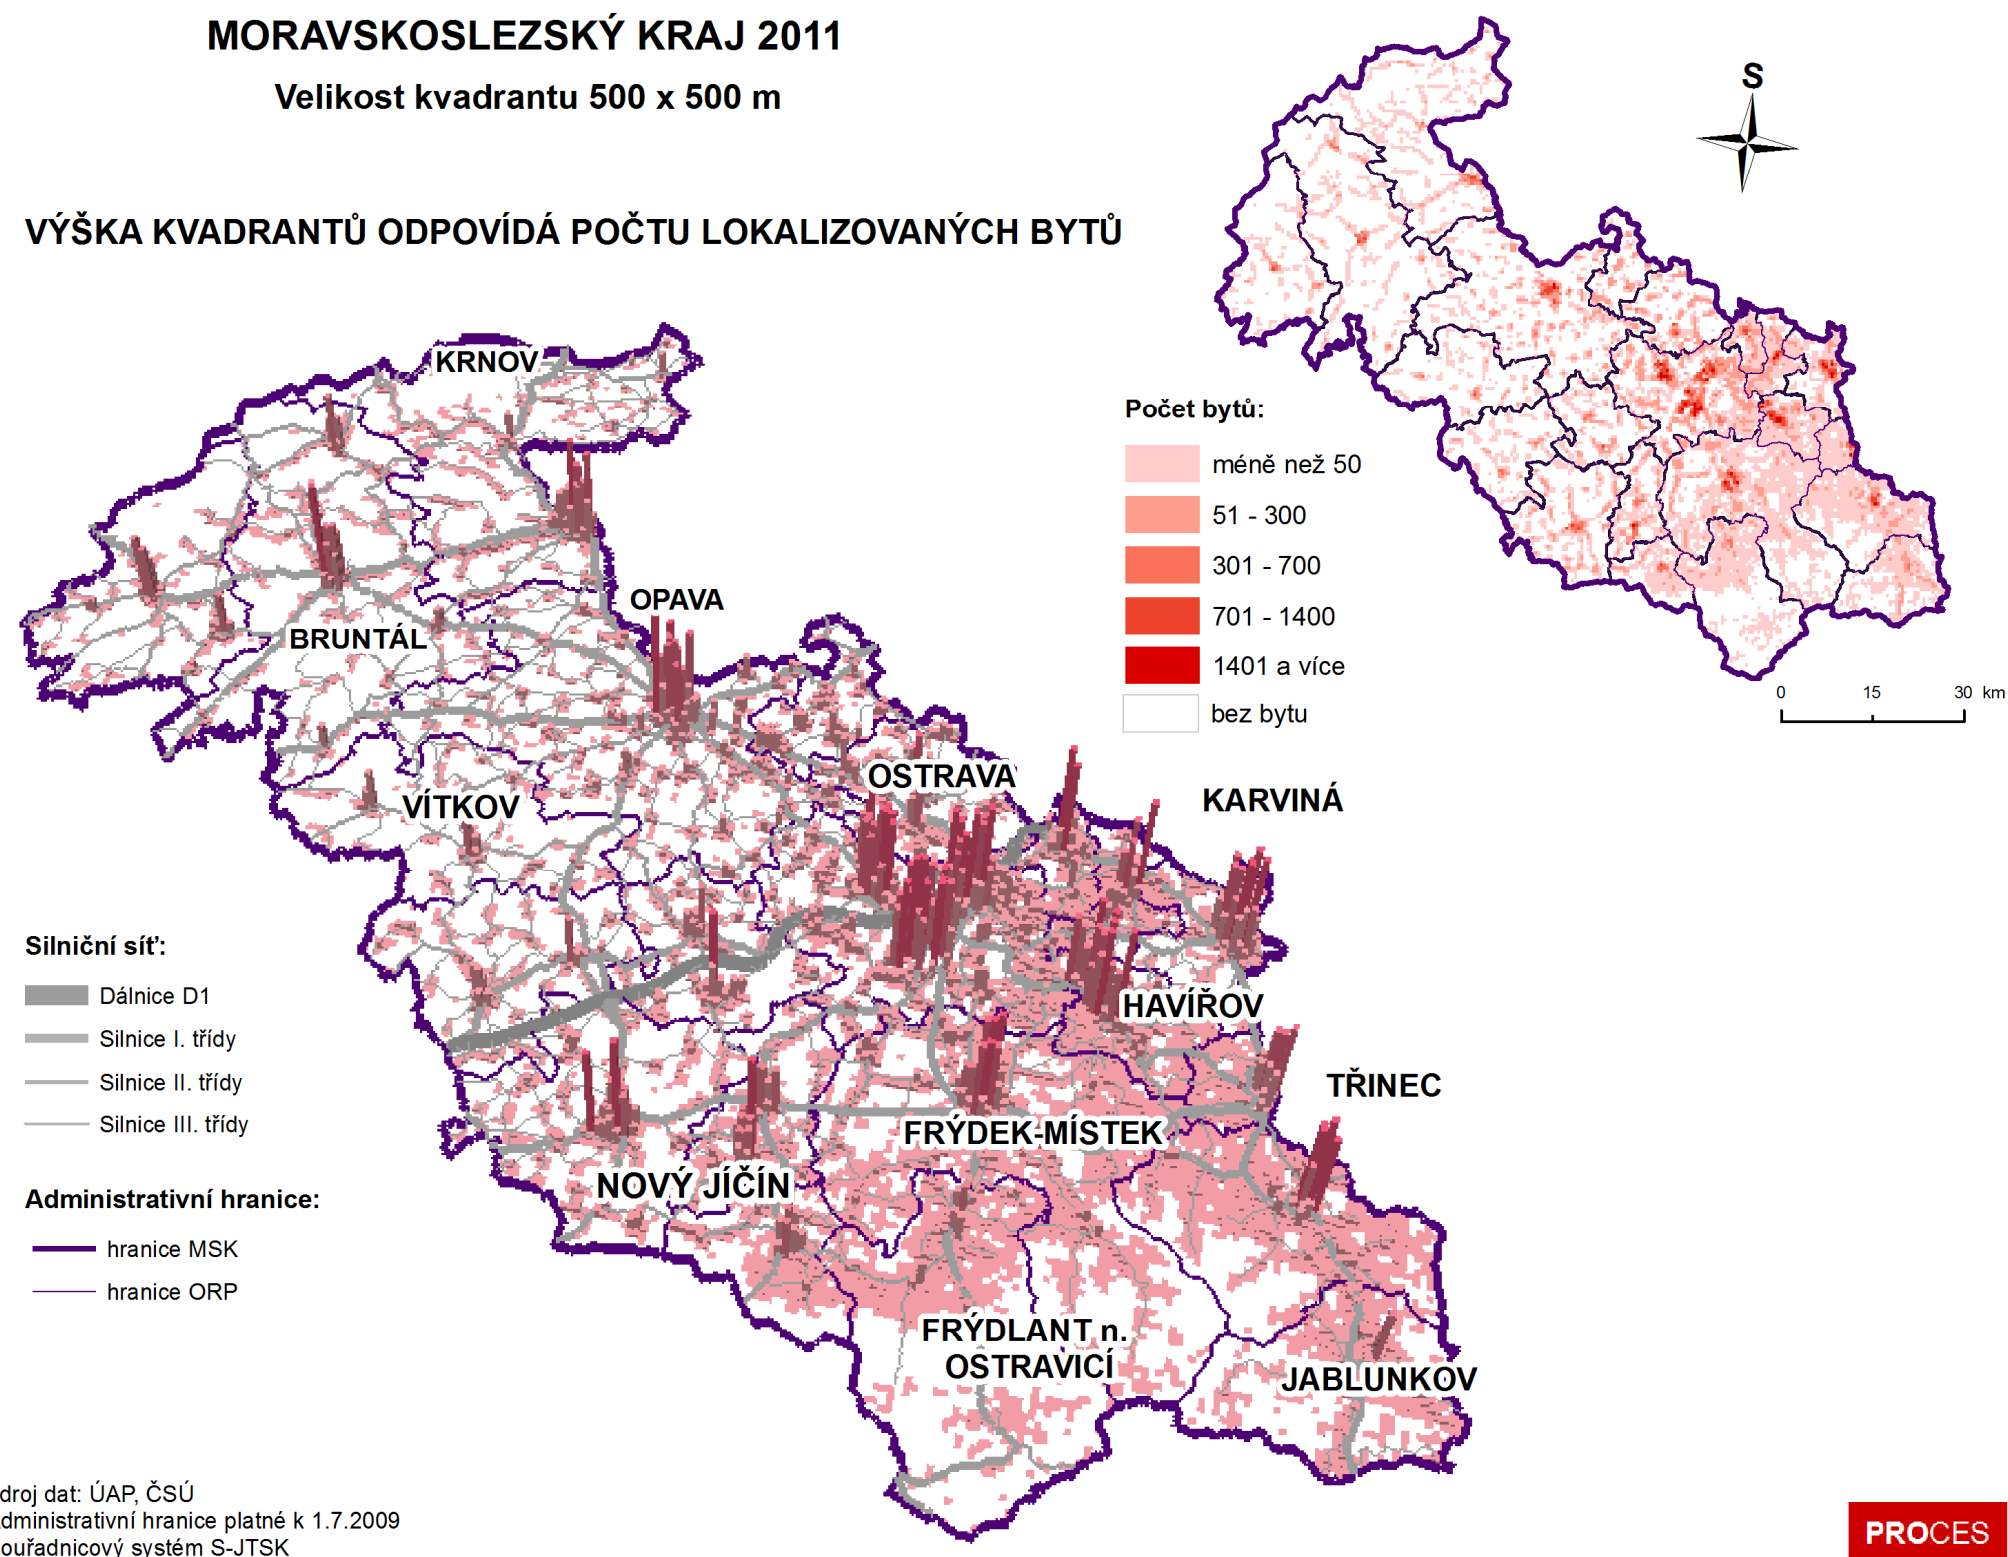 MORAVSKOSLEZSKÝ KRAJ 2011
Velikost kvadrantu 500 x 500 m
VÝŠKA KVADRANTŮ ODPOVÍDÁ POČTU LOKALIZOVANÝCH BYTŮ
S
KRNOV
OPAVA
BRUNTÁL
OSTRAVA
VÍTKOV
KARVINÁ
HAVÍŘOV
TŘINEC
FRÝDEK-MÍSTEK
NOVÝ JÍČÍN
FRÝDLANT n.
OSTRAVICÍ
JABLUNKOV
Počet bytů:
méně než 50
51 - 300
301 - 700
701 - 1400
1401 a více
bez bytu
0 15 30 km
Silniční síť:
Dálnice D1
Silnice I. třídy
Silnice II. třídy
Silnice III. třídy
Administrativní hranice:
hranice MSK
hranice ORP
droj dat: ÚAP, ČSÚ
dministrativní hranice platné k 1.7.2009
ouřadnicový systém S-JTSK
PROCES